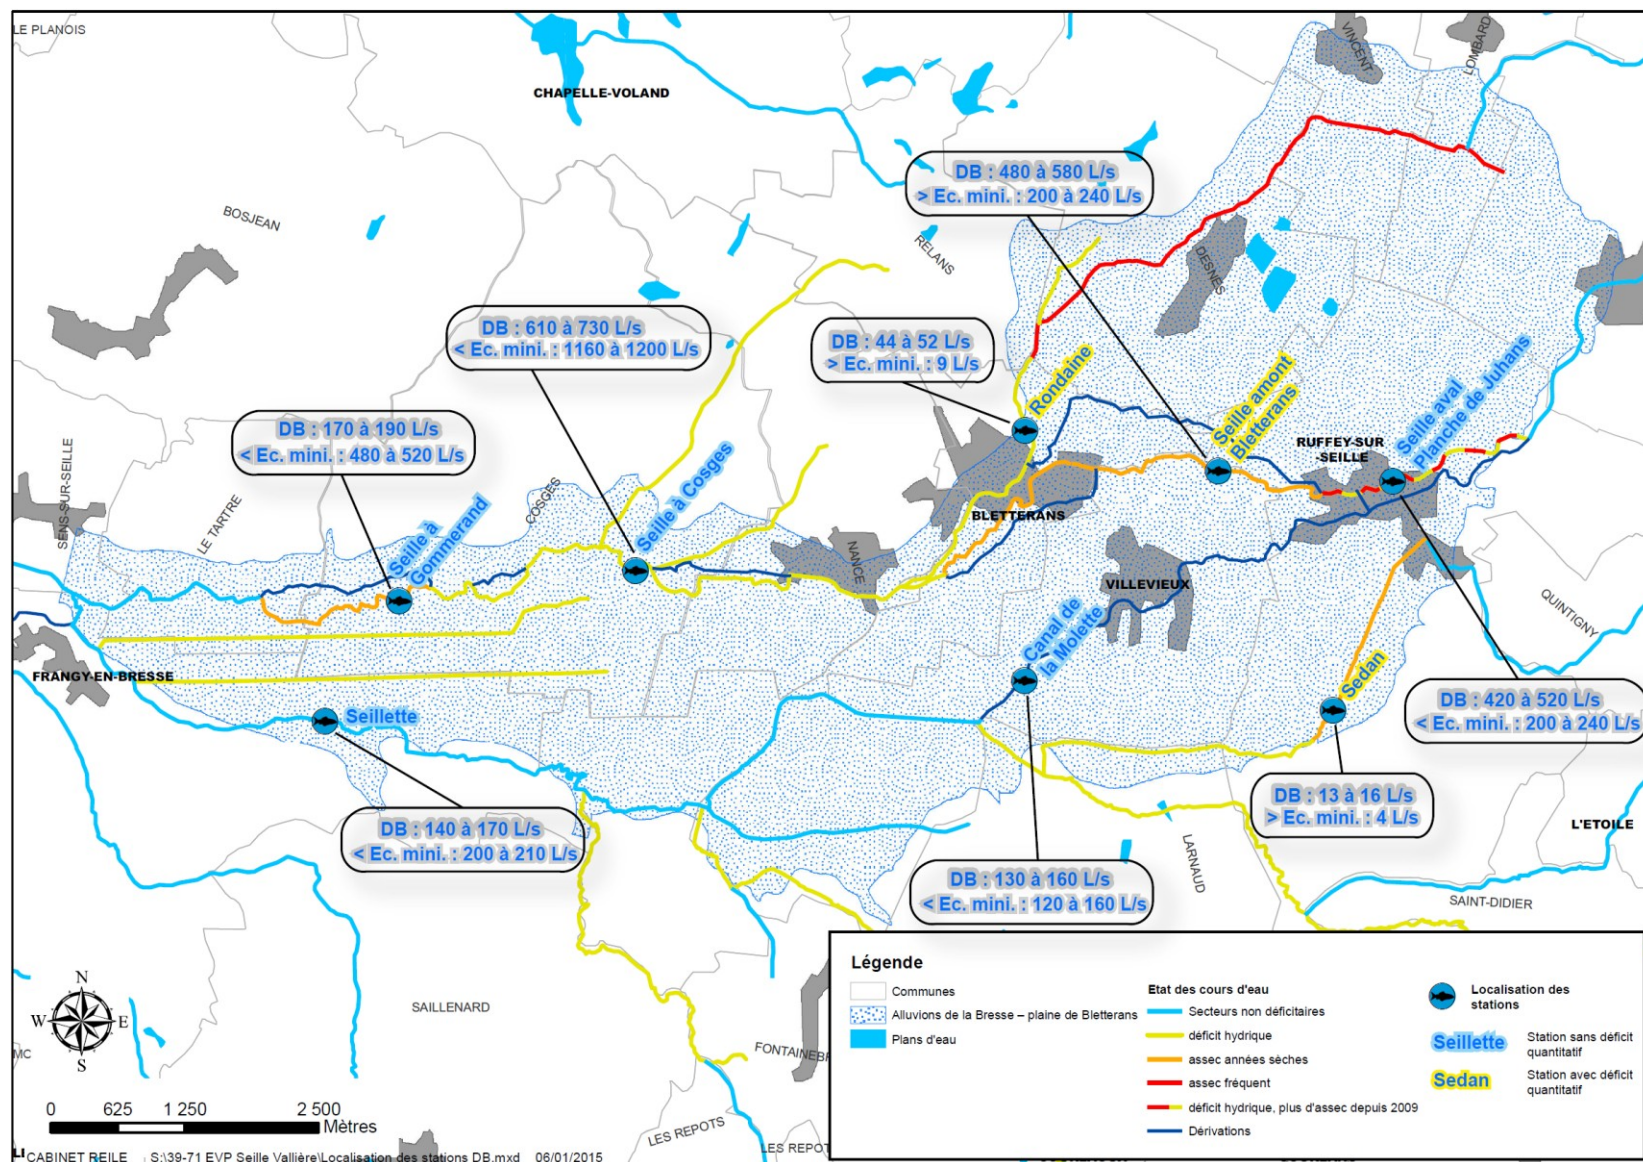 LE PLANOIS
VINCENT
LOMBARD
CHAPELLE-VOLAND
DB : 480 à 580 L/s
> Ec. mini. : 200 à 240 L/s
BOSJEAN
RELANS
DESNES
DB : 610 à 730 L/s
< Ec. mini. : 1160 à 1200 L/s
DB : 44 à 52 L/s
> Ec. mini. : 9 L/s
Rondaine
Seille amont
Bletterans
Seille aval
Planche de Juhans
RUFFEY-SUR
-SEILLE
DB : 170 à 190 L/s
< Ec. mini. : 480 à 520 L/s
SENS-SUR-SEILLE
LE TARTRE
Seille à
Gommerand
COSGES
Seille à Cosges
NANCE
BLETTERANS
VILLEVIEUX
QUINTIGNY
Canal de
la Molette
FRANGY-EN-BRESSE
Seillette
Sedan
DB : 420 à 520 L/s
< Ec. mini. : 200 à 240 L/s
DB : 140 à 170 L/s
< Ec. mini. : 200 à 210 L/s
DB : 13 à 16 L/s
> Ec. mini. : 4 L/s
L'ETOILE
LARNAUD
DB : 130 à 160 L/s
< Ec. mini. : 120 à 160 L/s
SAINT-DIDIER
SAILLENARD
FONTAINEBR
LES REPOTS
LES REPOT
MC
N
W E
S
0 625 1 250 2 500
Mètres
Légende
Communes
Alluvions de la Bresse – plaine de Bletterans
Plans d'eau
Etat des cours d'eau
Secteurs non déficitaires
déficit hydrique
assec années sèches
assec fréquent
déficit hydrique, plus d'assec depuis 2009
Dérivations
Localisation des
stations
Seillette Station sans déficit
quantitatif
Sedan Station avec déficit
quantitatif
CABINET REILE S:\39-71 EVP Seille Vallière\Localisation des stations DB.mxd 06/01/2015